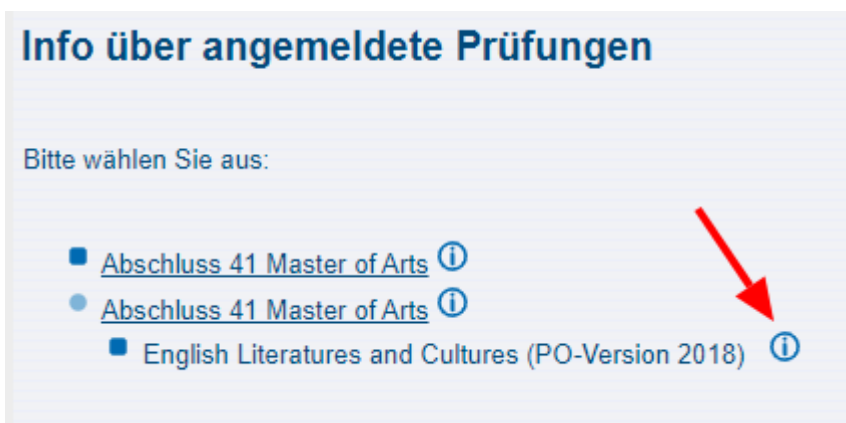 Info über angemeldete Prüfungen
Bitte wählen Sie aus:
Abschluss 41 Master of Arts
Abschluss 41 Master of Arts
English Literatures and Cultures (PO-Version 2018)